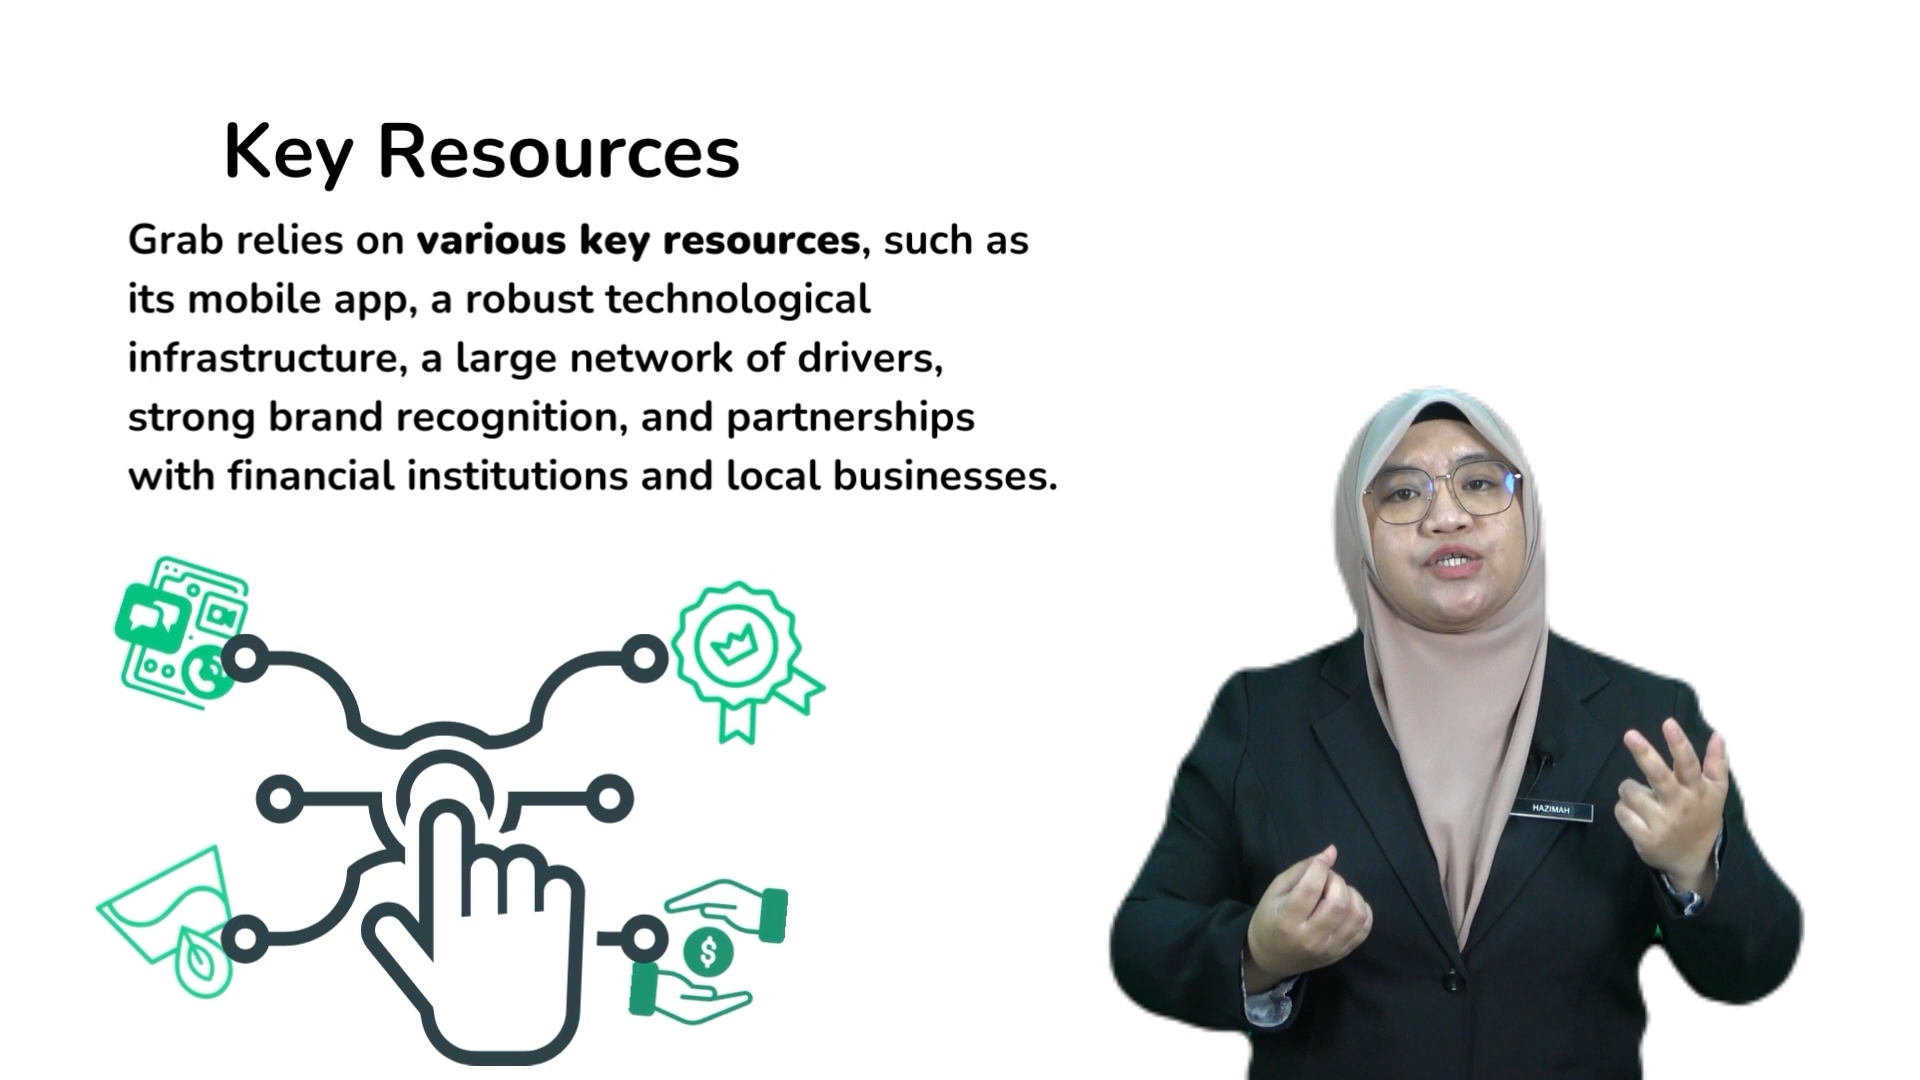 Key Resources
Grab relies on various key resources, such as
its mobile app, a robust technological
infrastructure, a large network of drivers,
strong brand recognition, and partnerships
with financial institutions and local businesses.
$
HAZIMAH